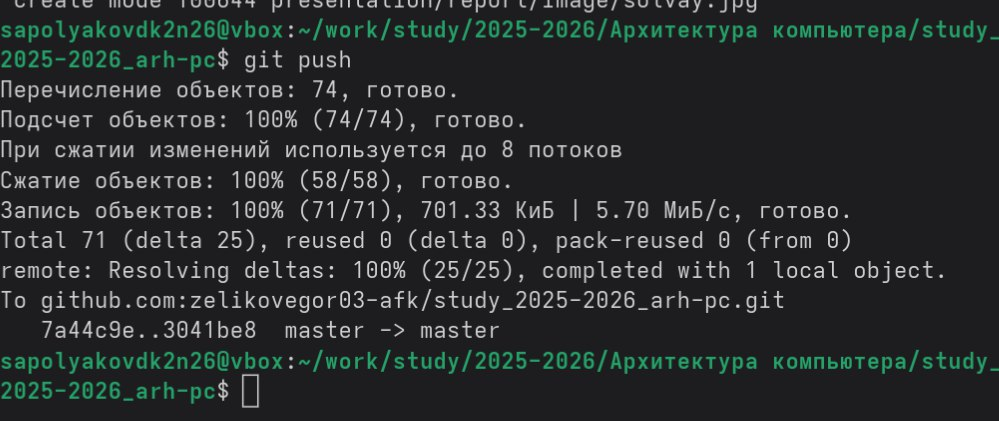 create mode 100644 presentation/report/image/solvay.jpg
sapolyakovdk2n26@vbox:~/work/study/2025-2026/Архитектура компьютера/study_
2025-2026_arh-pc$ git push
Перечисление объектов: 74, готово.
Подсчет объектов: 100% (74/74), готово.
При сжатии изменений используется до 8 потоков
Сжатие объектов: 100% (58/58), готово.
Запись объектов: 100% (71/71), 701.33 КиБ | 5.70 МиБ/с, готово.
Total 71 (delta 25), reused 0 (delta 0), pack-reused 0 (from 0)
remote: Resolving deltas: 100% (25/25), completed with 1 local object.
To github.com:zelikovegor03-afk/study_2025-2026_arh-pc.git
   7a44c9e..3041be8  master -> master
sapolyakovdk2n26@vbox:~/work/study/2025-2026/Архитектура компьютера/study_
2025-2026_arh-pc$